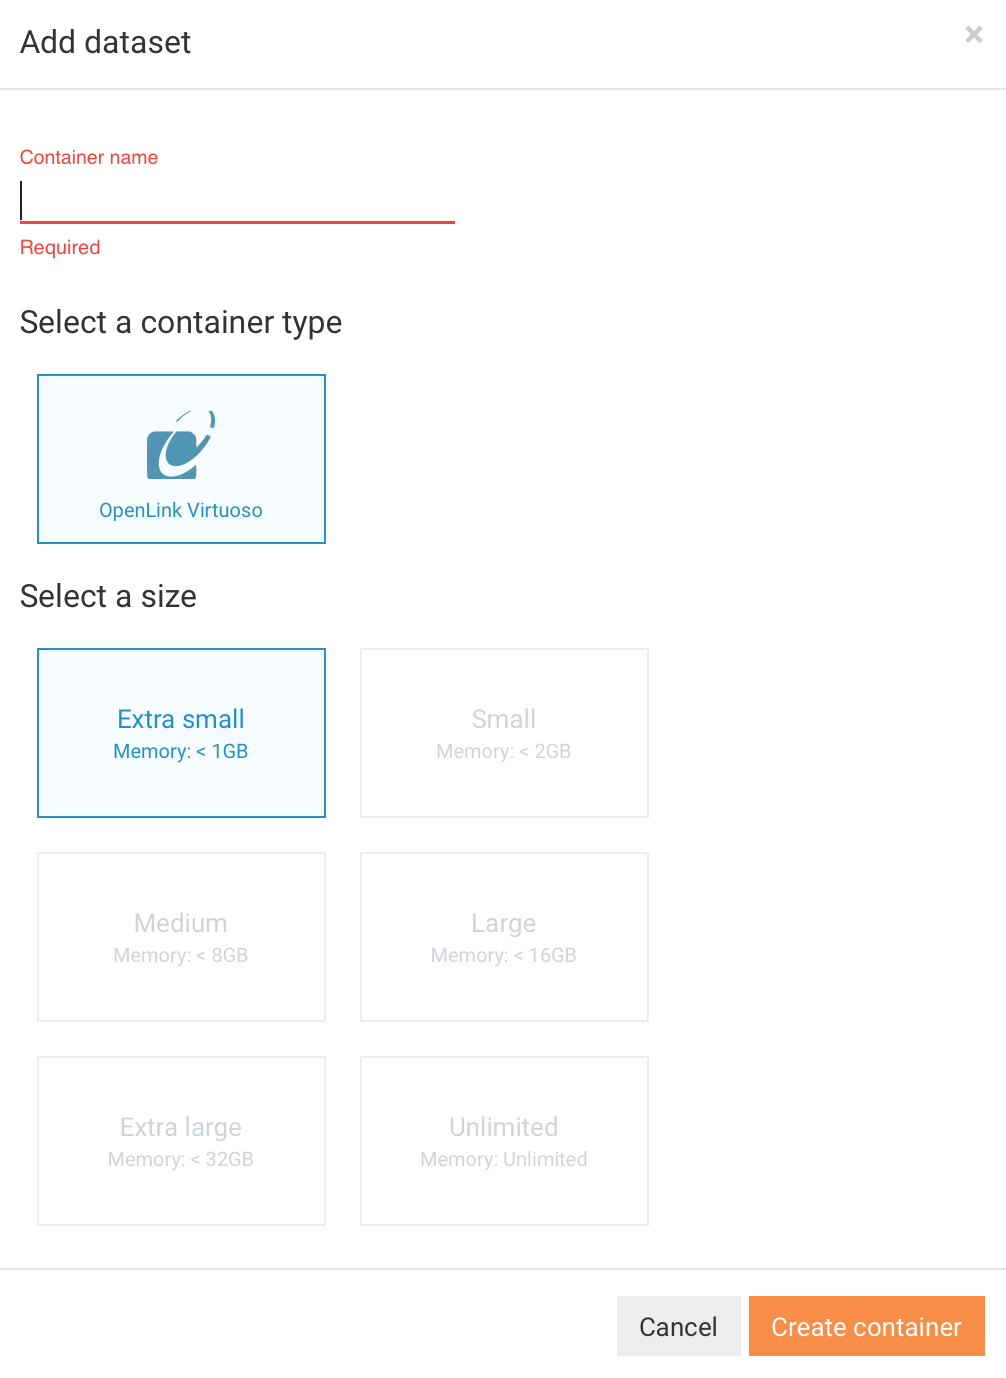 Add dataset
×
Container name
Required
Select a container type
OpenLink Virtuoso
Select a size
Extra small
Memory: < 1GB
Small
Memory: < 2GB
Medium
Memory: < 8GB
Large
Memory: < 16GB
Extra large
Memory: < 32GB
Unlimited
Memory: Unlimited
Cancel
Create container